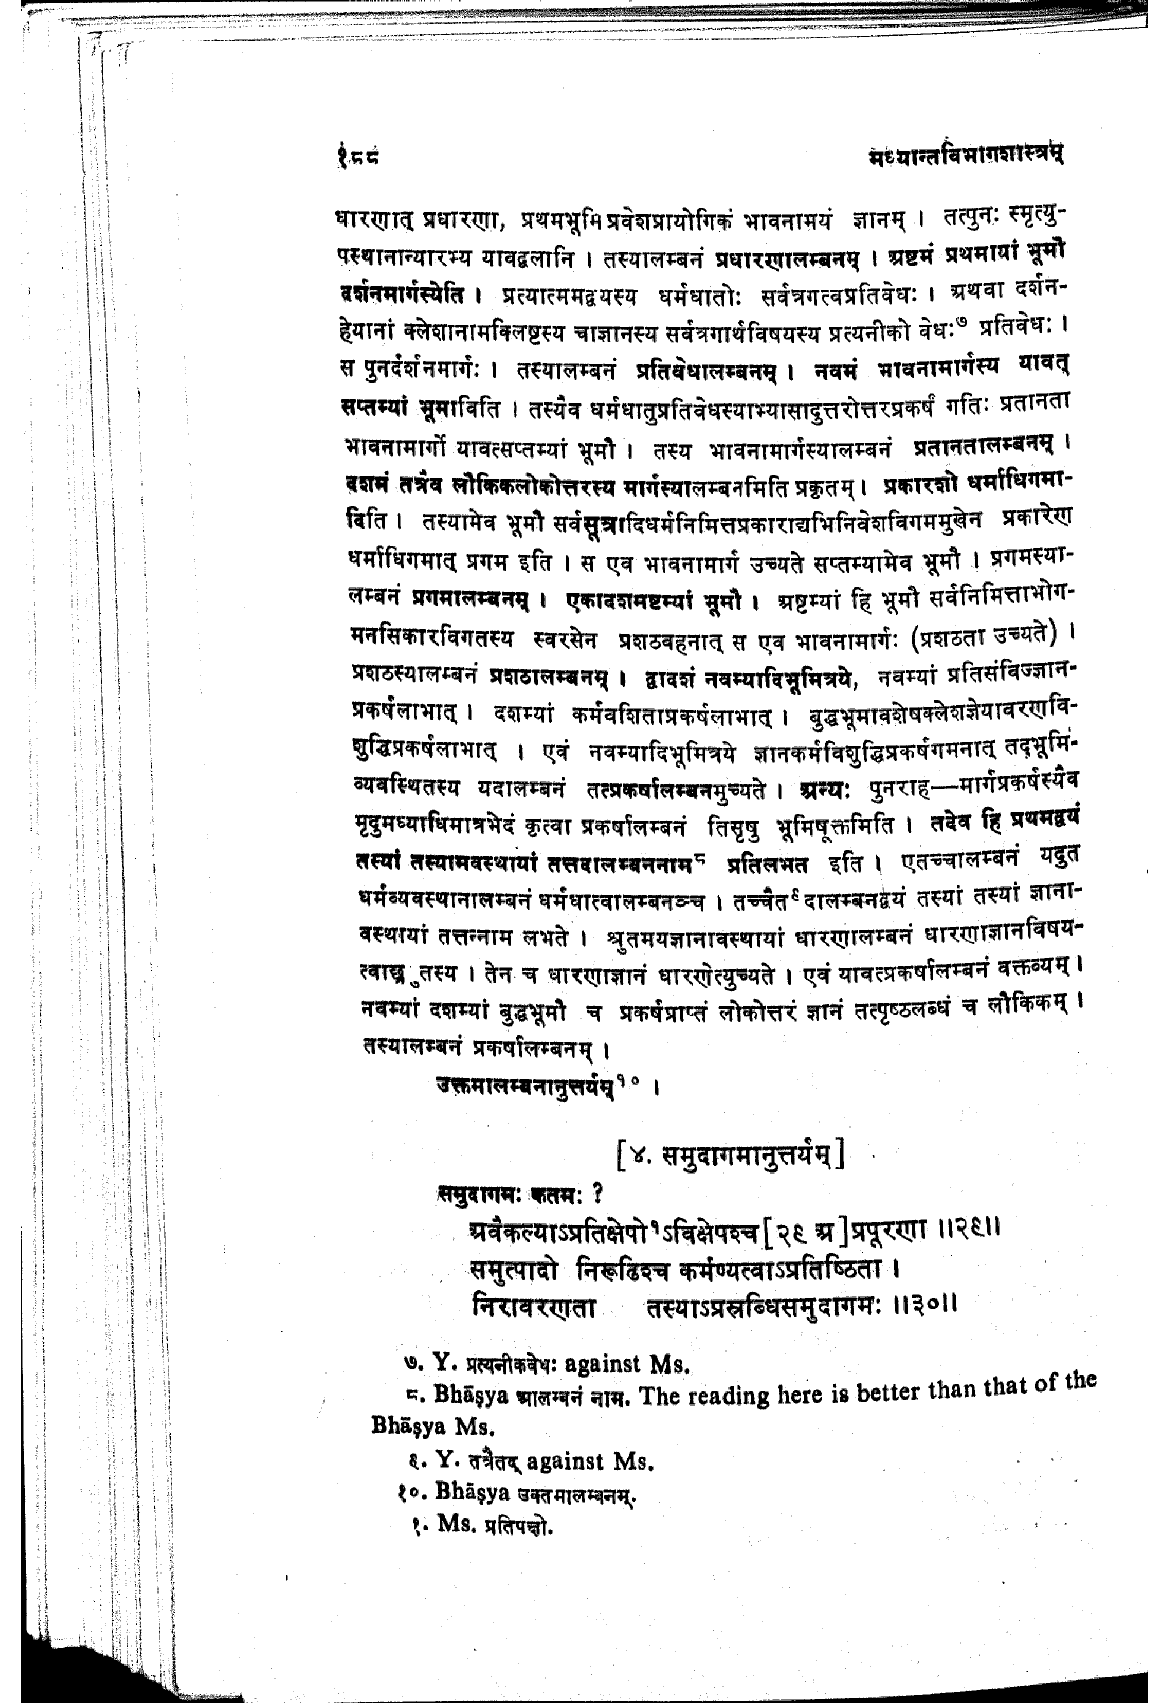 १८८ मध्यान्तविभागशास्त्रम्
धारणात् प्रधारणा, प्रथमभूमिप्रवेशप्रायोगिकं भावनामयं ज्ञानम् । तत्पुनः स्मृत्यु-
पस्थानान्यारभ्य यावद्बलानि । तस्यालम्बनं प्रधारणालम्बनम् । अष्टमं प्रथमायां भूमौ
दर्शनमार्गस्येति । प्रत्यात्ममद्वयस्य धर्मधातोः सर्वत्रगत्वप्रतिवेधः । अथवा दर्शन-
हेयानां क्लेशानामक्लिष्टस्य चाज्ञानस्य सर्वत्रगार्थविषयस्य प्रत्यनीको वेधः⁷ प्रतिवेधः ।
स पुनर्दर्शनमार्गः । तस्यालम्बनं प्रतिवेधालम्बनम् । नवमं भावनामार्गस्य यावत्
सप्तम्यां भूमाविति । तस्यैव धर्मधातुप्रतिवेधस्याभ्यासादुत्तरोत्तरप्रकर्षं गतिः प्रतानता
भावनामार्गो यावत्सप्तम्यां भूमौ । तस्य भावनामार्गस्यालम्बनं प्रतानतालम्बनम् ।
दशमं तत्रैव लौकिकलोकोत्तरस्य मार्गस्यालम्बनमिति प्रकृतम् । प्रकारशो धर्माधिगमा-
दिति । तस्यामेव भूमौ सर्वसूत्रादिधर्मनिमित्तप्रकाराद्यभिनिवेशविगममुखेन प्रकारेण
धर्माधिगमात् प्रगम इति । स एव भावनामार्ग उच्यते सप्तम्यामेव भूमौ । प्रगमस्या-
लम्बनं प्रगमालम्बनम् । एकादशमष्टम्यां भूमौ । अष्टम्यां हि भूमौ सर्वनिमित्ताभोग-
मनसिकारविगतस्य स्वरसेन प्रशठवहनात् स एव भावनामार्गः (प्रशठता उच्यते) ।
प्रशठस्यालम्बनं प्रशठालम्बनम् । द्वादशं नवम्यादिभूमित्रये, नवम्यां प्रतिसंविज्ज्ञान-
प्रकर्षलाभात् । दशम्यां कर्मवशिताप्रकर्षलाभात् । बुद्धभूमावशेषक्लेशज्ञेयावरणवि-
शुद्धिप्रकर्षलाभात् । एवं नवम्यादिभूमित्रये ज्ञानकर्मविशुद्धिप्रकर्षगमनात् तद्भूमि-
व्यवस्थितस्य यदालम्बनं तत्प्रकर्षालम्बनमुच्यते । अन्यः पुनराह—मार्गप्रकर्षस्यैव
मृदुमध्याधिमात्रभेदं कृत्वा प्रकर्षालम्बनं तिसृषु भूमिषूक्तमिति । तदेव हि प्रथमद्वयं
तस्यां तस्यामवस्थायां तत्तदालम्बननाम⁸ प्रतिलभत इति । एतच्चालम्बनं यदुत
धर्मव्यवस्थानालम्बनं धर्मधात्वालम्बनञ्च । तच्चैत⁹दालम्बनद्वयं तस्यां तस्यां ज्ञाना-
वस्थायां तत्तन्नाम लभते । श्रुतमयज्ञानावस्थायां धारणालम्बनं धारणाज्ञानविषय-
त्वाच्छ्रुतस्य । तेन च धारणाज्ञानं धारणेत्युच्यते । एवं यावत्प्रकर्षालम्बनं वक्तव्यम् ।
नवम्यां दशम्यां बुद्धभूमौ च प्रकर्षप्राप्तं लोकोत्तरं ज्ञानं तत्पृष्ठलब्धं च लौकिकम् ।
तस्यालम्बनं प्रकर्षालम्बनम् ।
उक्तमालम्बनानुत्तर्यम्¹⁰ ।
[४. समुदागमानुत्तर्यम्]
समुदागमः कतमः ?
अवैकल्याऽप्रतिक्षेपो¹ऽविक्षेपश्च [२९ अ] प्रपूरणा ॥२९॥
समुत्पादो निरूढिश्च कर्मण्यत्वाऽप्रतिष्ठिता ।
निरावरणता तस्याऽप्रस्रब्धिसमुदागमः ॥३०॥
७. Y. प्रत्यनीकवेधः against Ms.
८. Bhāṣya आलम्बनं नाम. The reading here is better than that of the
Bhāṣya Ms.
९. Y. तत्रैतद् against Ms.
१०. Bhāṣya उक्तमालम्बनम्.
१. Ms. प्रतिपक्षो.